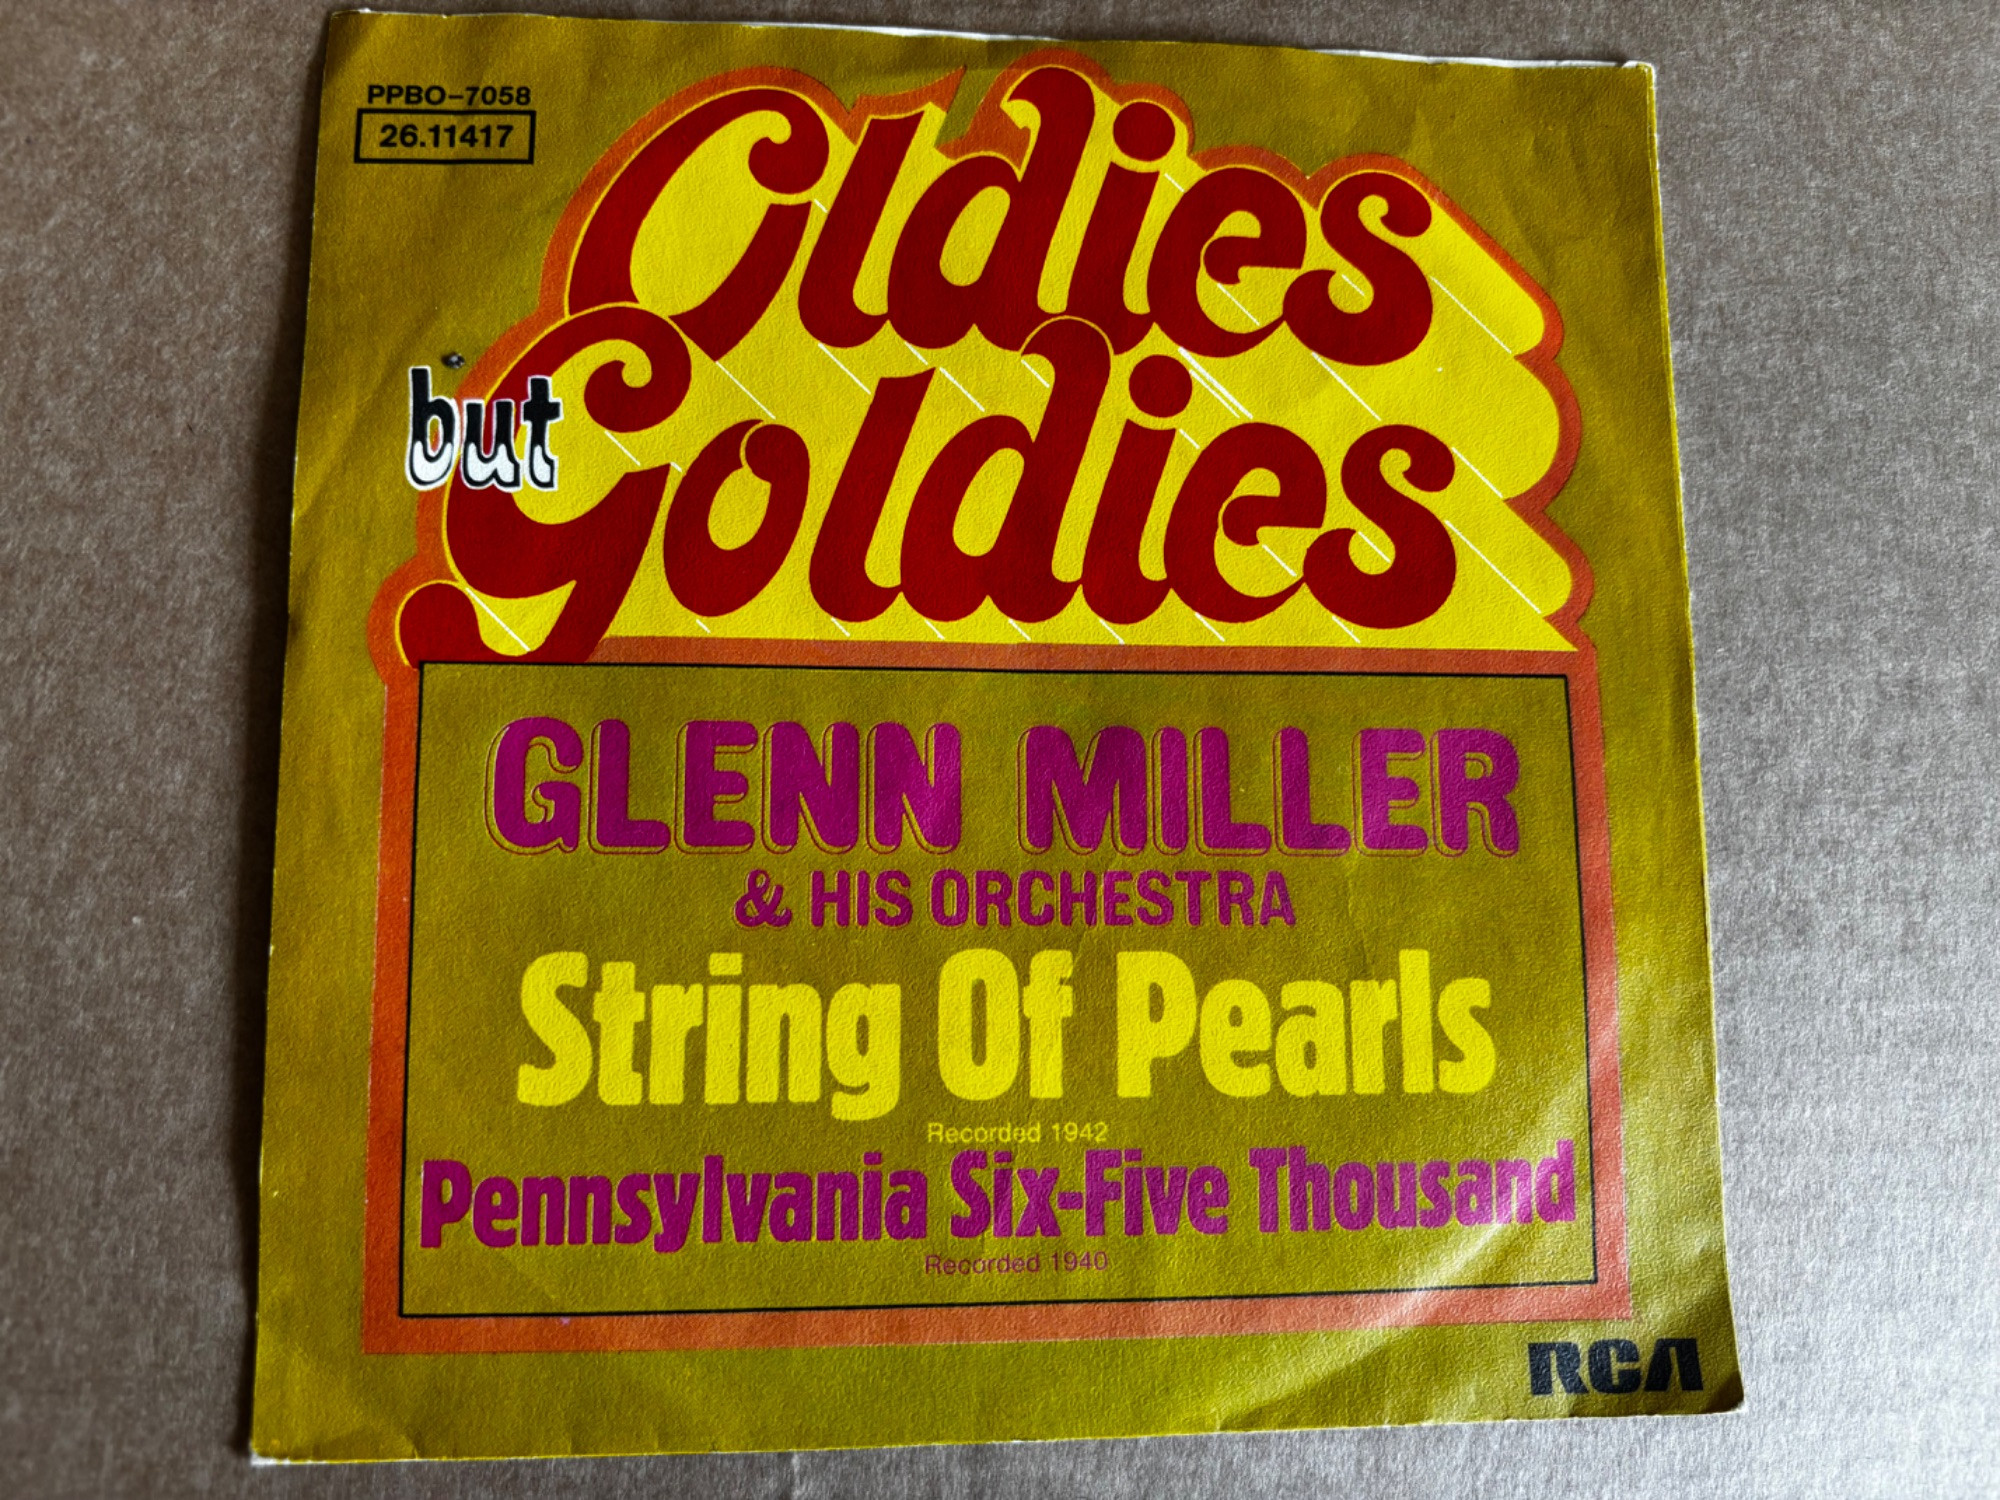 PPBO-7058
26.11417
Oldies
but
Goldies
GLENN MILLER
& HIS ORCHESTRA
String Of Pearls
Recorded 1942
Pennsylvania Six-Five Thousand
Recorded 1940
RCA